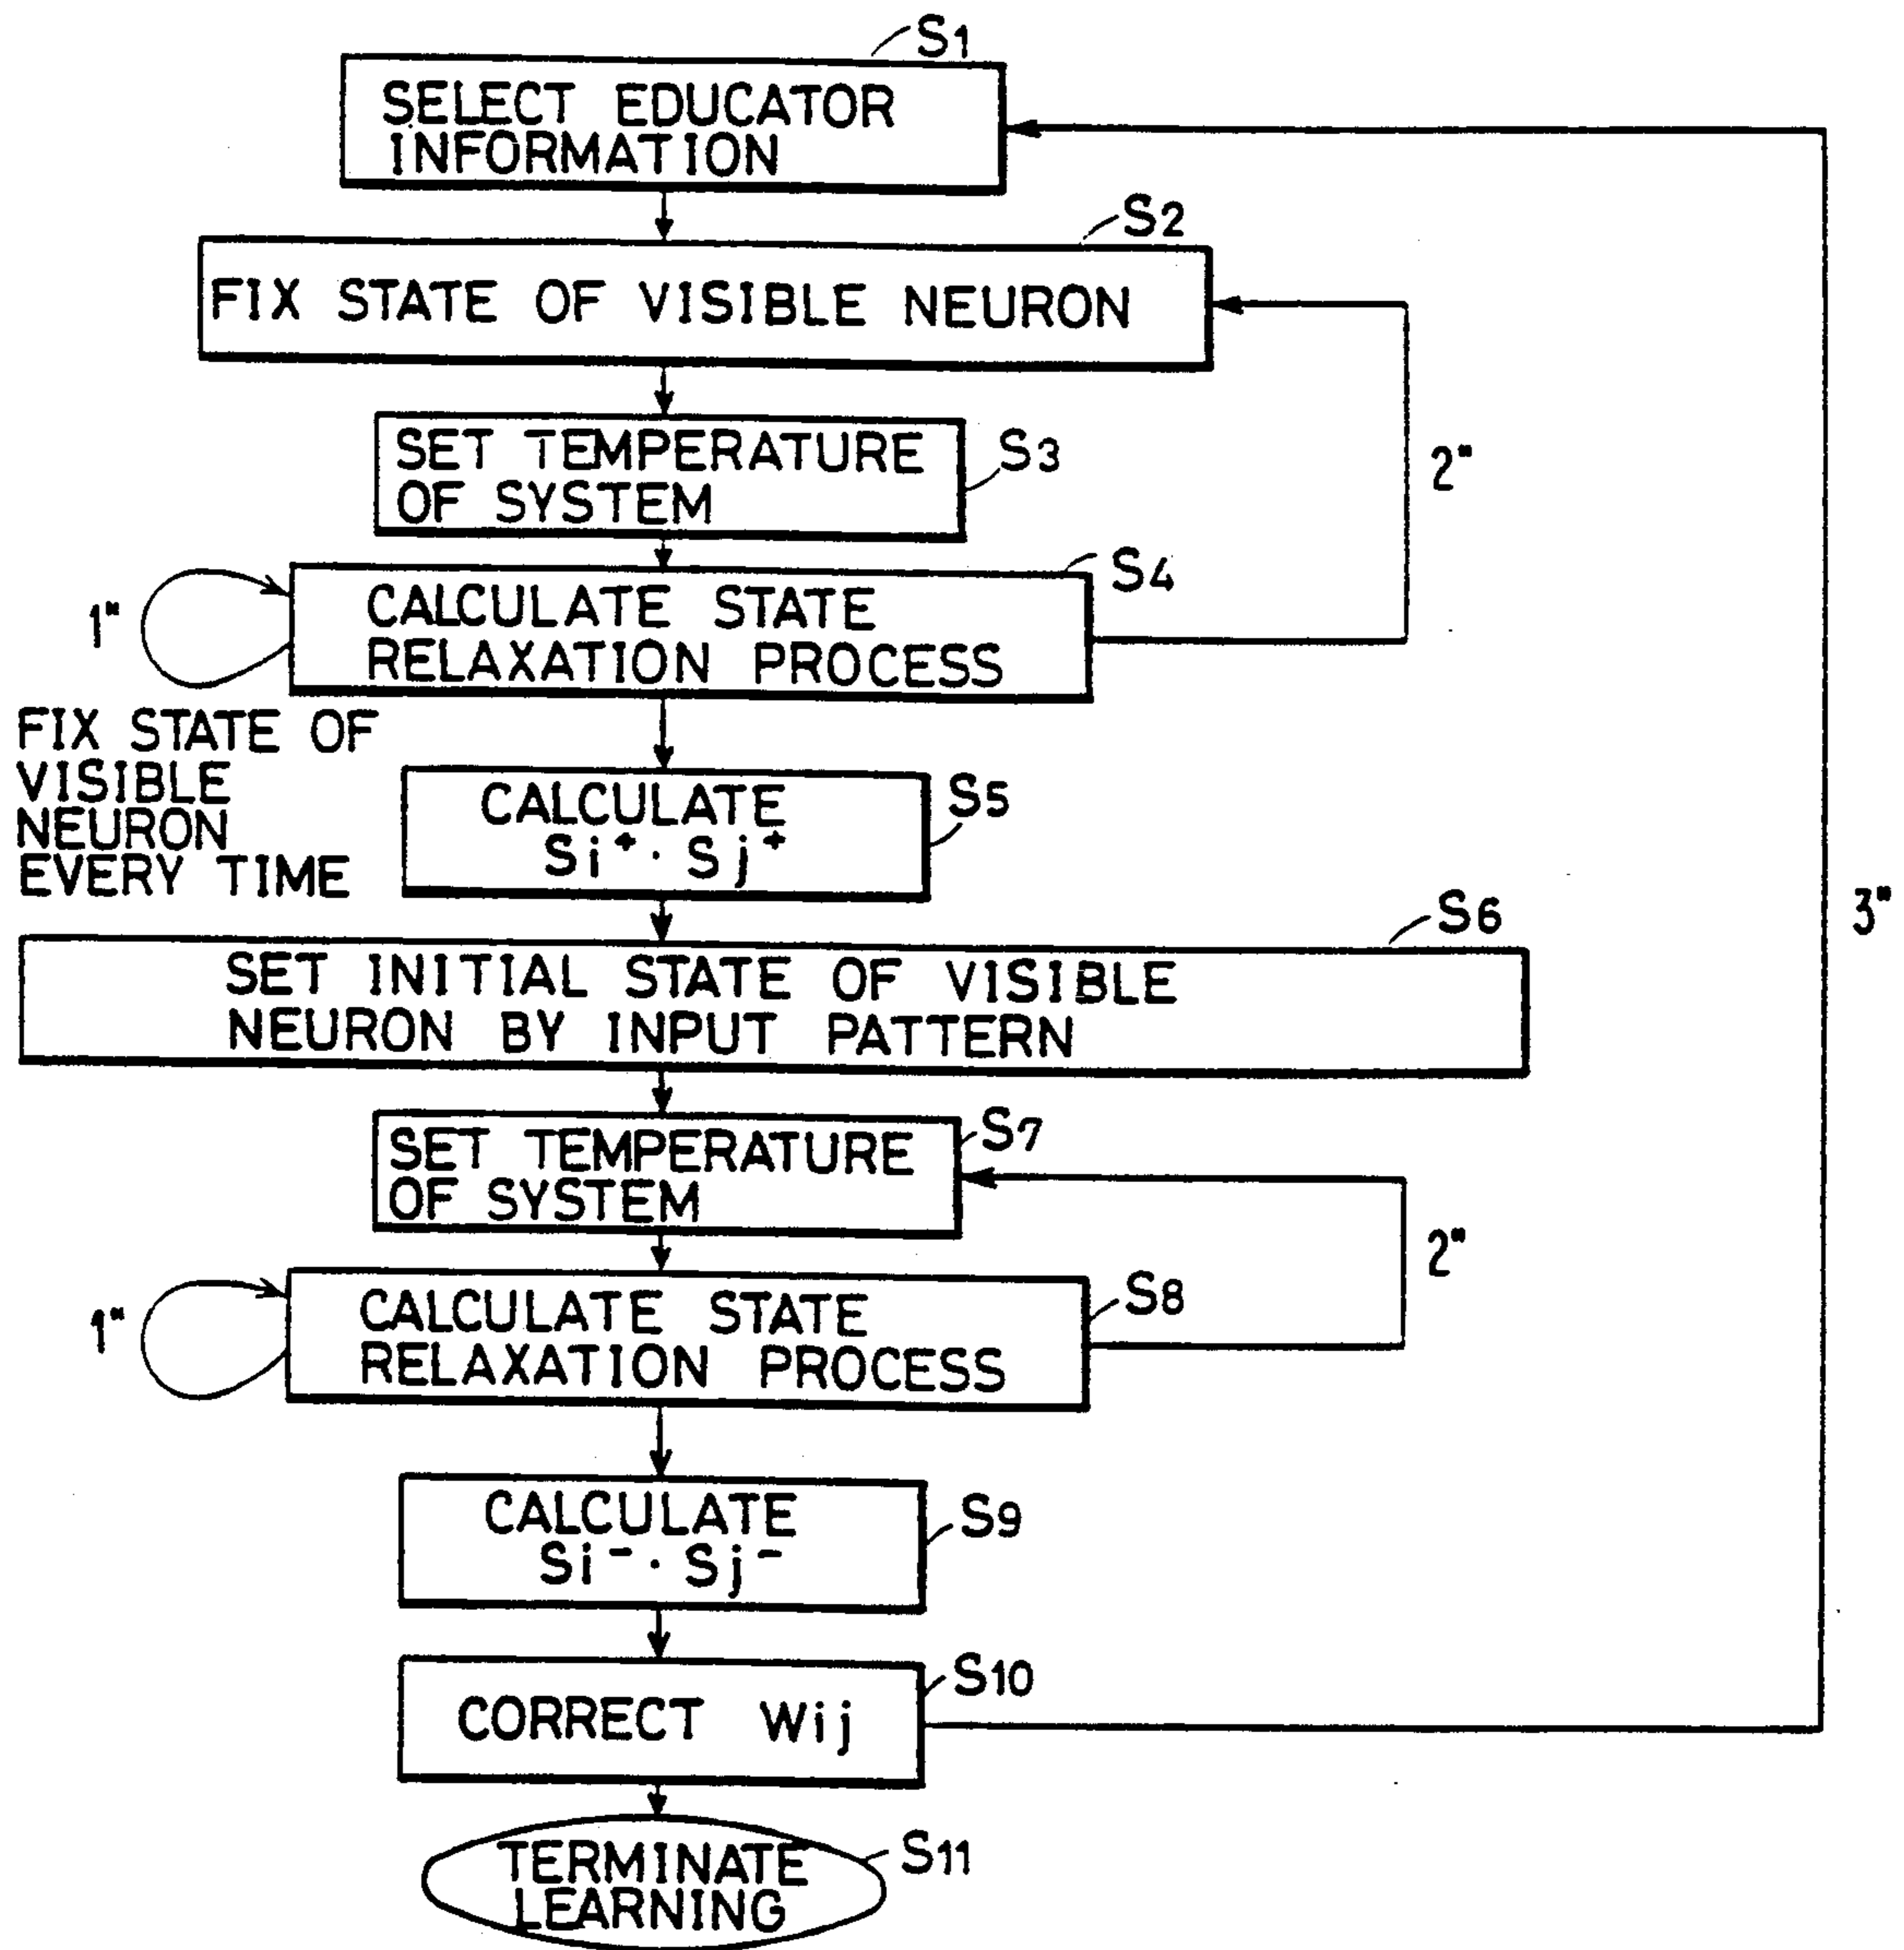 S1
SELECT EDUCATOR
INFORMATION
S2
FIX STATE OF VISIBLE NEURON
SET TEMPERATURE
OF SYSTEM
S3
2"
S4
1"
CALCULATE STATE
RELAXATION PROCESS
FIX STATE OF
VISIBLE
NEURON
EVERY TIME
CALCULATE
Si⁺·Sj⁺
S5
3"
S6
SET INITIAL STATE OF VISIBLE
NEURON BY INPUT PATTERN
SET TEMPERATURE
OF SYSTEM
S7
2"
1"
CALCULATE STATE
RELAXATION PROCESS
S8
CALCULATE
Si⁻·Sj⁻
S9
CORRECT Wij
S10
TERMINATE
LEARNING
S11